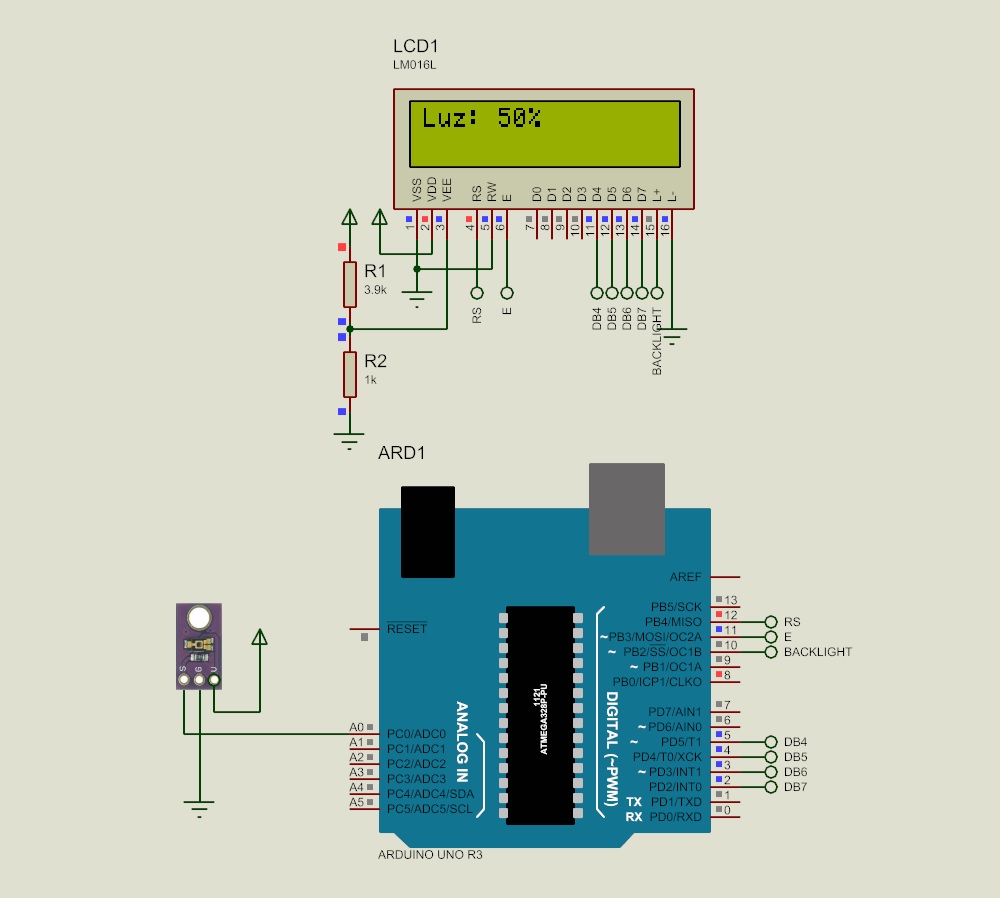 LCD1
LM016L
Luz: 50%
VSS
VDD
VEE
RS
RW
E
D0
D1
D2
D3
D4
D5
D6
D7
L+
L-
1
2
3
4
5
6
7
8
9
10
11
12
13
14
15
16
R1
3.9k
RS
E
DB4
DB5
DB6
DB7
BACKLIGHT
R2
1k
ARD1
AREF
RESET
PB5/SCK 13
PB4/MISO 12 RS
~PB3/MOSI/OC2A 11 E
~ PB2/SS/OC1B 10 BACKLIGHT
~ PB1/OC1A 9
PB0/ICP1/CLKO 8
PD7/AIN1 7
~ PD6/AIN0 6
~ PD5/T1 5 DB4
PD4/T0/XCK 4 DB5
~ PD3/INT1 3 DB6
PD2/INT0 2 DB7
TX PD1/TXD 1
RX PD0/RXD 0
S
G
A0 PC0/ADC0
A1 PC1/ADC1
A2 PC2/ADC2
A3 PC3/ADC3
A4 PC4/ADC4/SDA
A5 PC5/ADC5/SCL
ANALOG IN
1121
ATMEGA328P-PU
DIGITAL (~PWM)
ARDUINO UNO R3